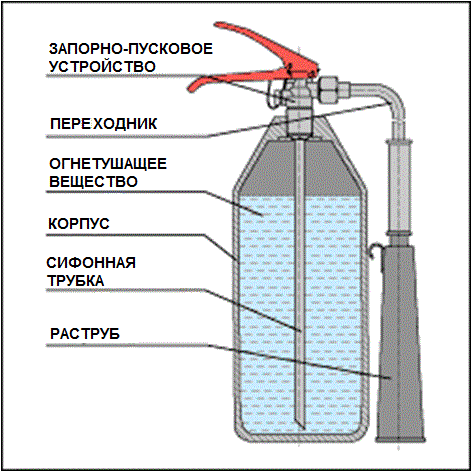 ЗАПОРНО-ПУСКОВОЕ
УСТРОЙСТВО
ПЕРЕХОДНИК
ОГНЕТУШАЩЕЕ
ВЕЩЕСТВО
КОРПУС
СИФОННАЯ
ТРУБКА
РАСТРУБ